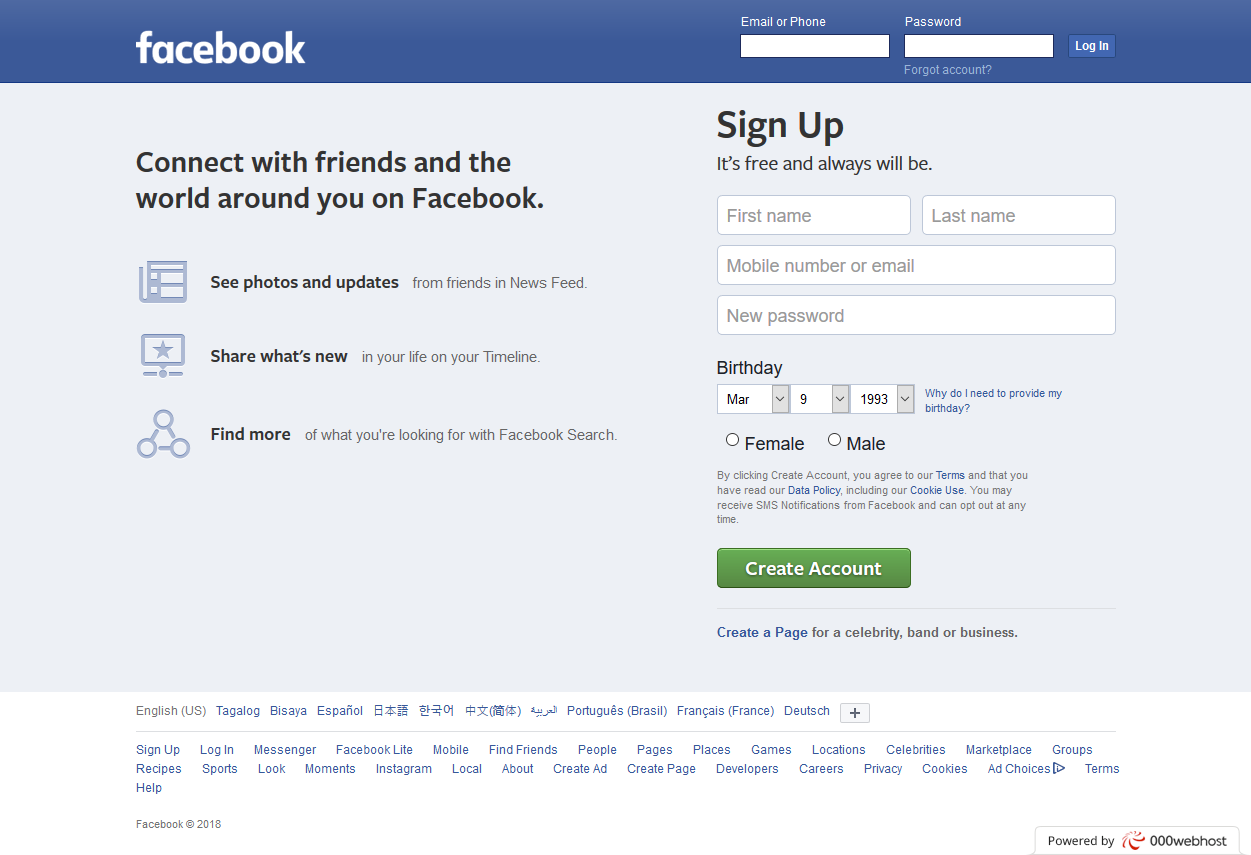 facebook
Email or Phone
Password
Log In
Forgot account?
Connect with friends and the
world around you on Facebook.
See photos and updates from friends in News Feed.
Share what's new in your life on your Timeline.
Find more of what you're looking for with Facebook Search.
Sign Up
It's free and always will be.
First name
Last name
Mobile number or email
New password
Birthday
Mar 9 1993
Why do I need to provide my
birthday?
Female Male
By clicking Create Account, you agree to our Terms and that you
have read our Data Policy, including our Cookie Use. You may
receive SMS Notifications from Facebook and can opt out at any
time.
Create Account
Create a Page for a celebrity, band or business.
English (US) Tagalog Bisaya Español 日本語 한국어 中文(简体) العربية Português (Brasil) Français (France) Deutsch +
Sign Up Log In Messenger Facebook Lite Mobile Find Friends People Pages Places Games Locations Celebrities Marketplace Groups
Recipes Sports Look Moments Instagram Local About Create Ad Create Page Developers Careers Privacy Cookies Ad Choices Terms
Help
Facebook © 2018
Powered by 000webhost